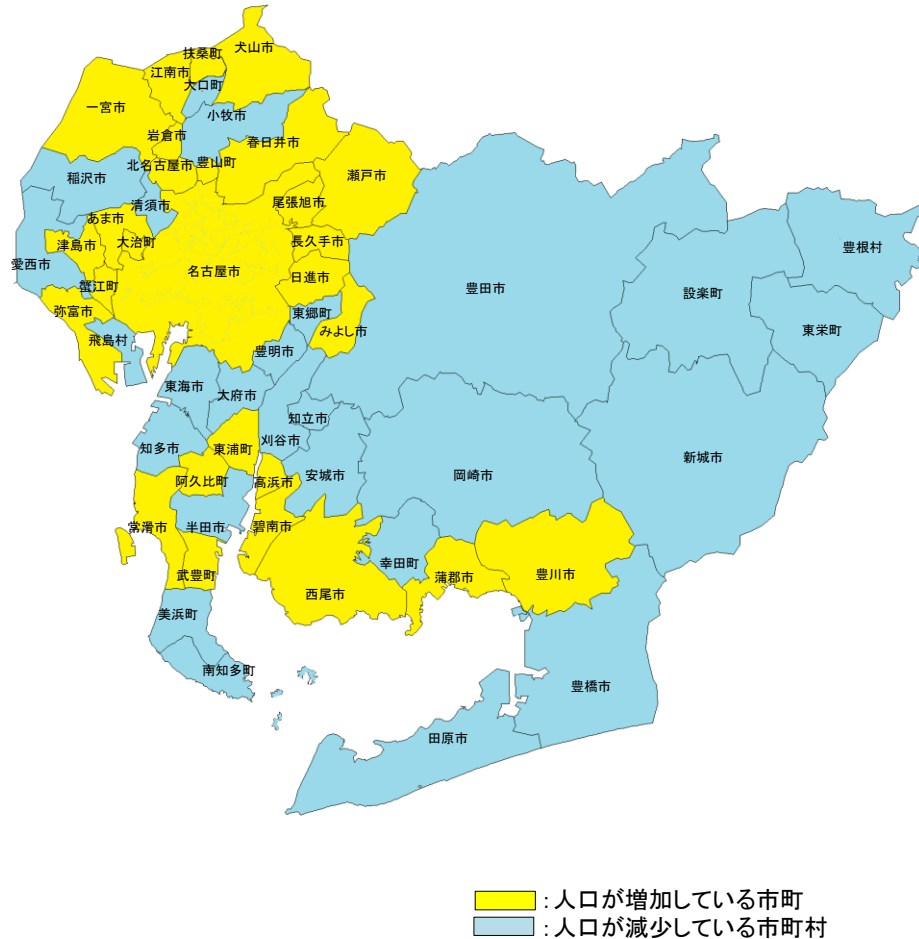 犬山市
扶桑町
江南市
大口町
一宮市
小牧市
岩倉市
春日井市
豊山町
北名古屋市
瀬戸市
稲沢市
尾張旭市
清須市
あま市
長久手市
津島市
大治町
愛西市
名古屋市
日進市
豊田市
豊根村
設楽町
蟹江町
東栄町
弥富市
東郷町
みよし市
飛島村
豊明市
東海市
大府市
知立市
刈谷市
知多市
東浦町
新城市
安城市
岡崎市
阿久比町
高浜市
常滑市
半田市
碧南市
幸田町
武豊町
蒲郡市
豊川市
西尾市
美浜町
南知多町
豊橋市
田原市
：人口が増加している市町
：人口が減少している市町村